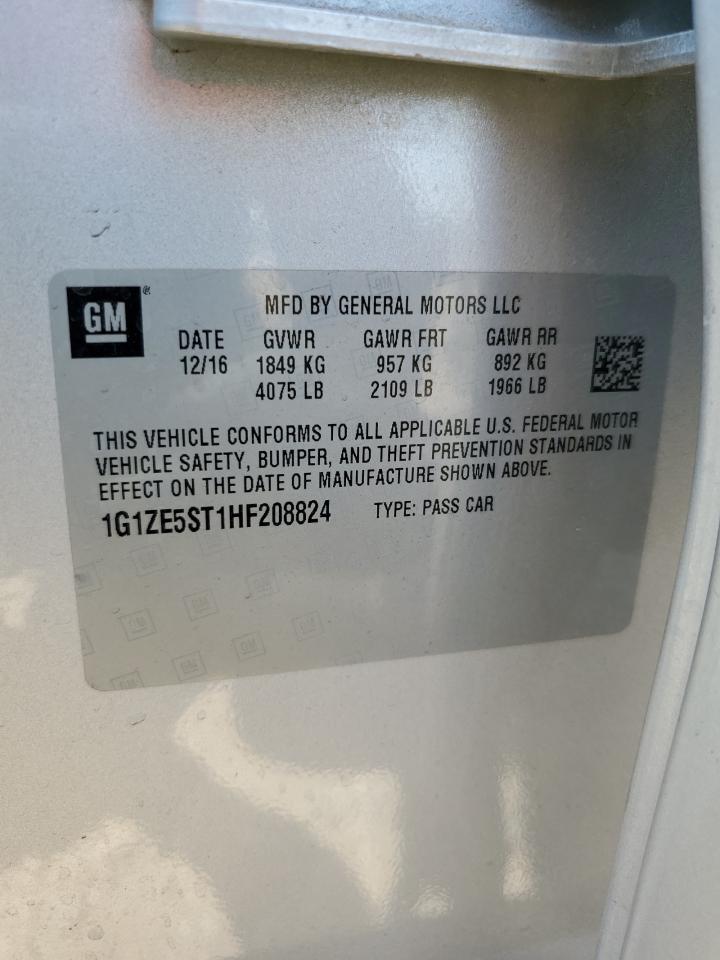 GM®
MFD BY GENERAL MOTORS LLC
DATE GVWR GAWR FRT GAWR RR
12/16 1849 KG 957 KG 892 KG
4075 LB 2109 LB 1966 LB
THIS VEHICLE CONFORMS TO ALL APPLICABLE U.S. FEDERAL MOTOR
VEHICLE SAFETY, BUMPER, AND THEFT PREVENTION STANDARDS IN
EFFECT ON THE DATE OF MANUFACTURE SHOWN ABOVE.
1G1ZE5ST1HF208824 TYPE: PASS CAR